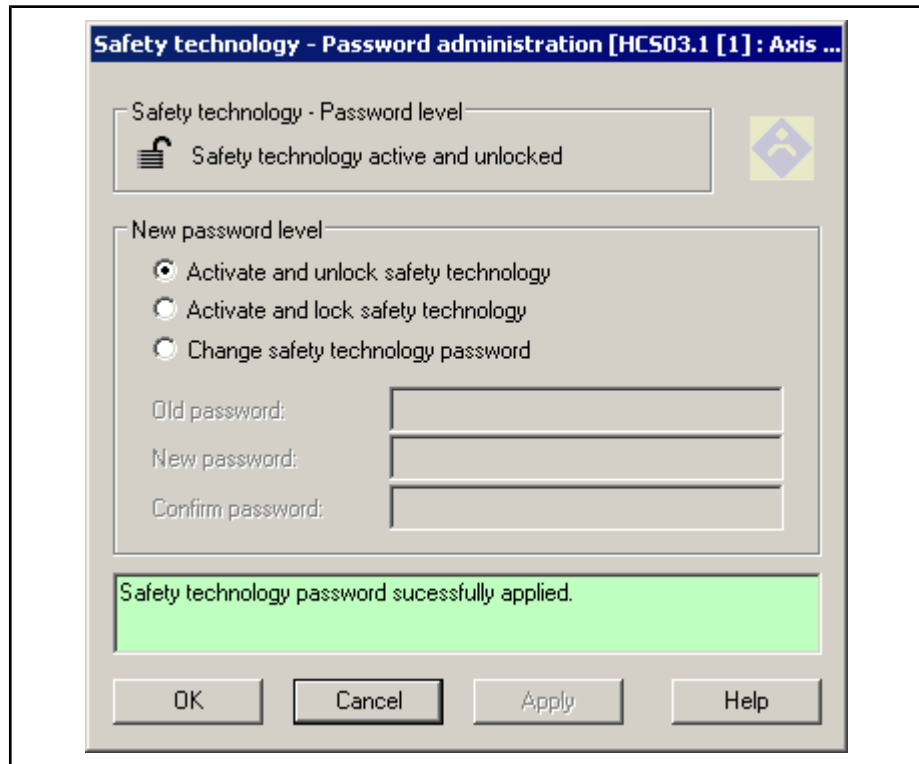 Safety technology - Password administration [HCS03.1 [1] : Axis ...
Safety technology - Password level
Safety technology active and unlocked
New password level
Activate and unlock safety technology
Activate and lock safety technology
Change safety technology password
Old password:
New password:
Confirm password:
Safety technology password sucessfully applied.
OK Cancel Apply Help